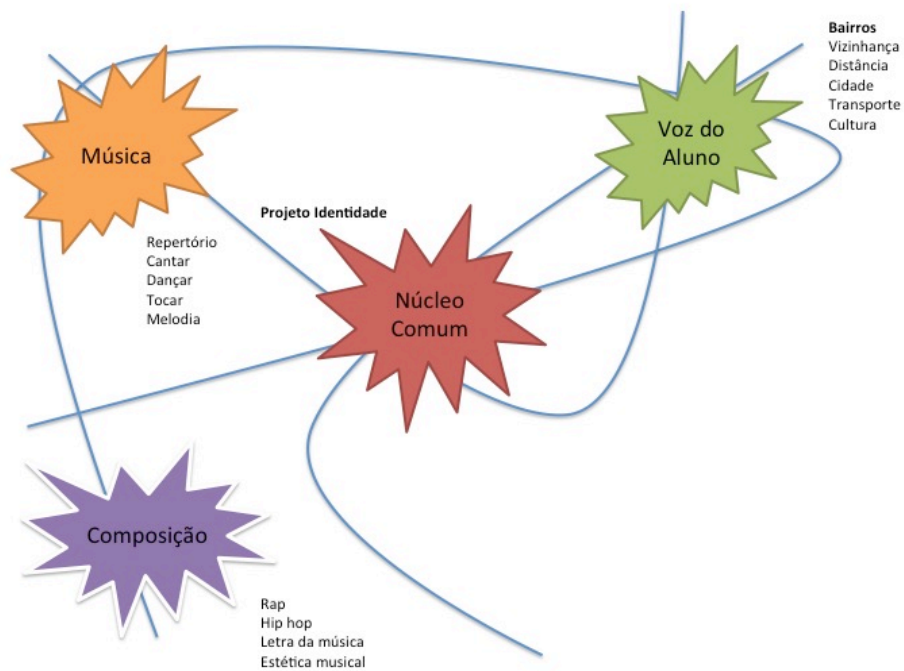 Bairros
Vizinhança
Distância
Cidade
Transporte
Cultura
Voz do
Aluno
Música
Projeto Identidade
Repertório
Cantar
Dançar
Tocar
Melodia
Núcleo
Comum
Composição
Rap
Hip hop
Letra da música
Estética musical